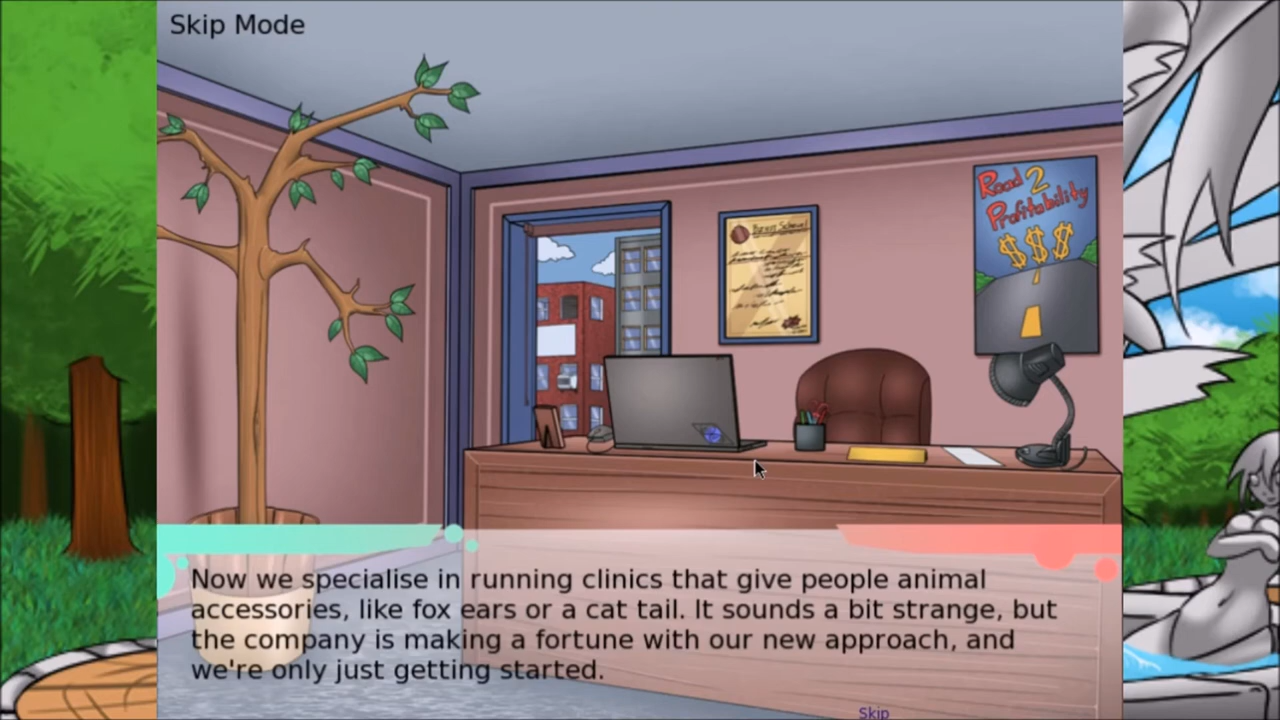 Skip Mode
Road 2
Profitability
$$$
Now we specialise in running clinics that give people animal
accessories, like fox ears or a cat tail. It sounds a bit strange, but
the company is making a fortune with our new approach, and
we're only just getting started.
Skip